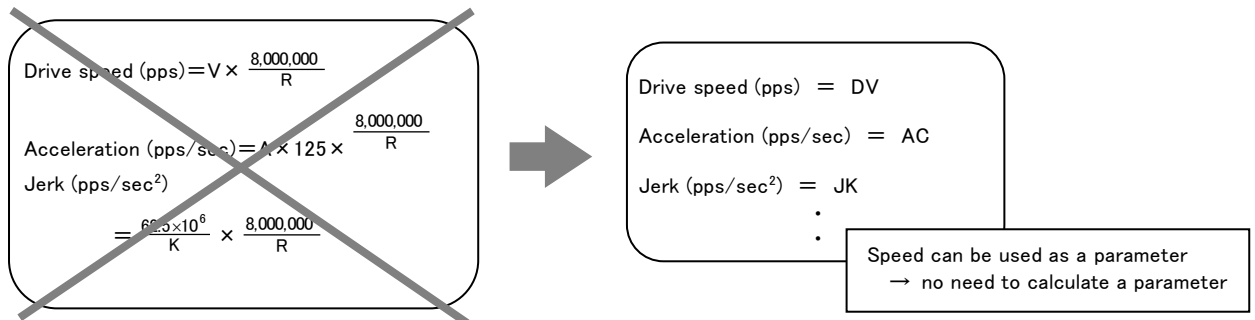 Drive speed (pps)＝V× 8,000,000/R
Acceleration (pps/sec)＝A×125× 8,000,000/R
Jerk (pps/sec²)
＝ 62.5×10⁶/K × 8,000,000/R
Drive speed (pps) ＝ DV
Acceleration (pps/sec) ＝ AC
Jerk (pps/sec²) ＝ JK
・
・
Speed can be used as a parameter
→ no need to calculate a parameter